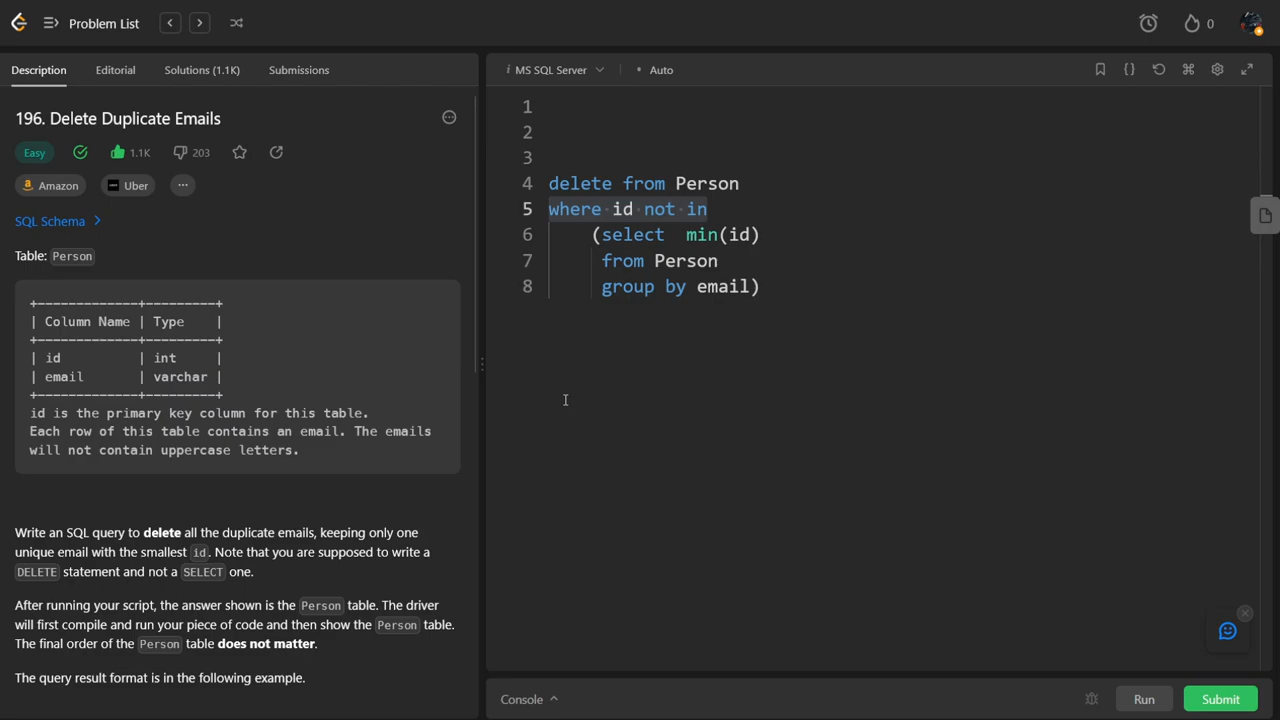 Problem List
0
Description Editorial Solutions (1.1K) Submissions
i MS SQL Server • Auto
196. Delete Duplicate Emails
Easy 1.1K 203
Amazon Uber
SQL Schema
Table: Person
+-------------+---------+
| Column Name | Type    |
+-------------+---------+
| id          | int     |
| email       | varchar |
+-------------+---------+
id is the primary key column for this table.
Each row of this table contains an email. The emails
will not contain uppercase letters.
Write an SQL query to delete all the duplicate emails, keeping only one
unique email with the smallest id. Note that you are supposed to write a
DELETE statement and not a SELECT one.
After running your script, the answer shown is the Person table. The driver
will first compile and run your piece of code and then show the Person table.
The final order of the Person table does not matter.
The query result format is in the following example.
1
2
3
4 delete from Person
5 where id not in
6     (select  min(id)
7      from Person
8      group by email)
Console Run Submit